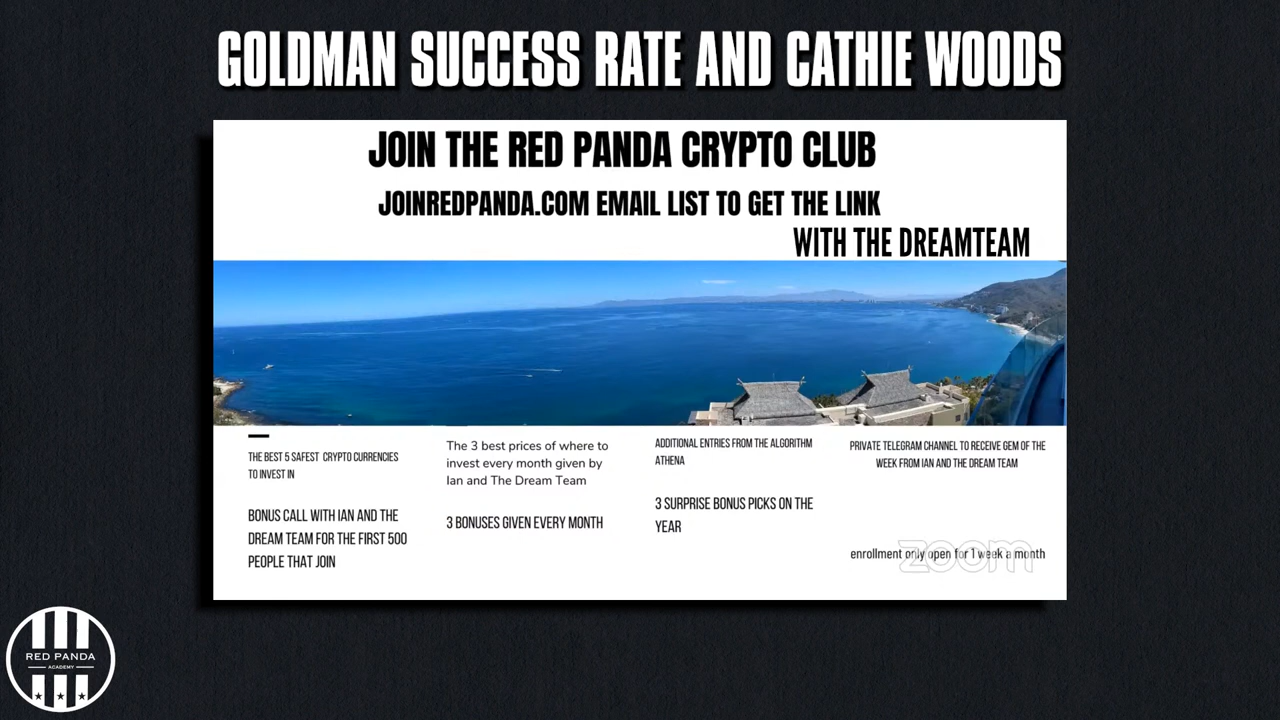 GOLDMAN SUCCESS RATE AND CATHIE WOODS
JOIN THE RED PANDA CRYPTO CLUB
JOINREDPANDA.COM EMAIL LIST TO GET THE LINK
WITH THE DREAMTEAM
THE BEST 5 SAFEST CRYPTO CURRENCIES
TO INVEST IN
BONUS CALL WITH IAN AND THE
DREAM TEAM FOR THE FIRST 500
PEOPLE THAT JOIN
The 3 best prices of where to
invest every month given by
Ian and The Dream Team
3 BONUSES GIVEN EVERY MONTH
ADDITIONAL ENTRIES FROM THE ALGORITHM
ATHENA
3 SURPRISE BONUS PICKS ON THE
YEAR
PRIVATE TELEGRAM CHANNEL TO RECEIVE GEM OF THE
WEEK FROM IAN AND THE DREAM TEAM
enrollment only open for 1 week a month
zoom
RED PANDA
ACADEMY